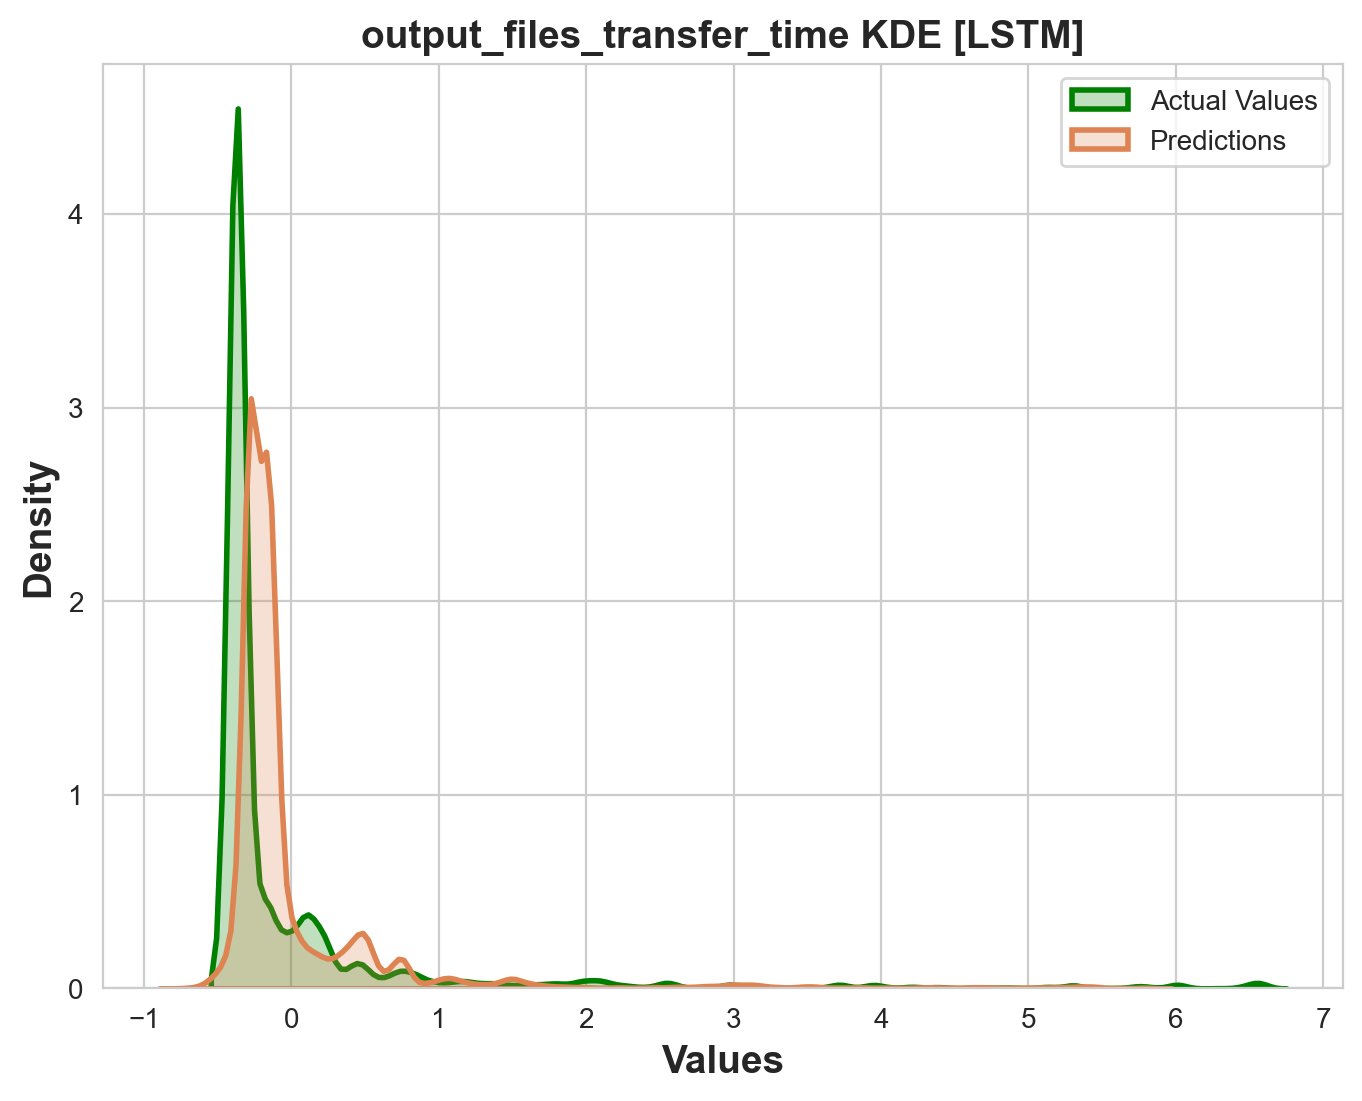 output_files_transfer_time KDE [LSTM]
Actual Values
Predictions
Density
4
3
2
1
0
−1 0 1 2 3 4 5 6 7
Values